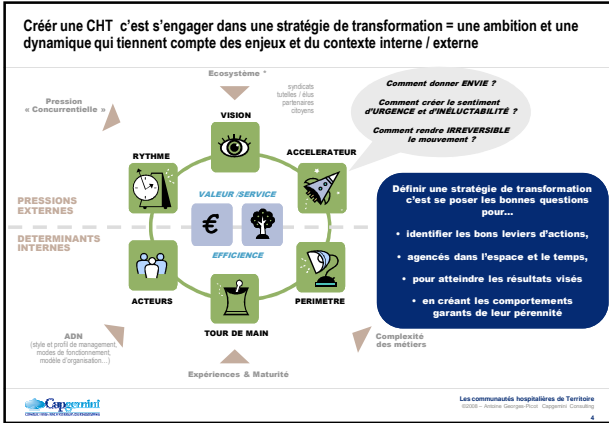 Créér une CHT c’est s’engager dans une stratégie de transformation = une ambition et une
dynamique qui tiennent compte des enjeux et du contexte interne / externe
Ecosystème *
syndicats
tutelles / élus
partenaires
citoyens
Pression
« Concurrentielle »
Comment donner ENVIE ?
Comment créer le sentiment
d’URGENCE et d’INÉLUCTABILITÉ ?
Comment rendre IRREVERSIBLE
le mouvement ?
VISION
RYTHME
ACCELERATEUR
VALEUR /SERVICE
€
EFFICIENCE
PRESSIONS
EXTERNES
DETERMINANTS
INTERNES
ACTEURS
PERIMETRE
TOUR DE MAIN
Définir une stratégie de transformation
c’est se poser les bonnes questions
pour…
• identifier les bons leviers d’actions,
• agencés dans l’espace et le temps,
• pour atteindre les résultats visés
• en créant les comportements
garants de leur pérennité
ADN
(style et profil de management,
modes de fonctionnement,
modèle d’organisation…)
Complexité
des métiers
Expériences & Maturité
Capgemini
Les communautés hospitalières de Territoire
Antoine Georges-Picot Capgemini Consulting
4